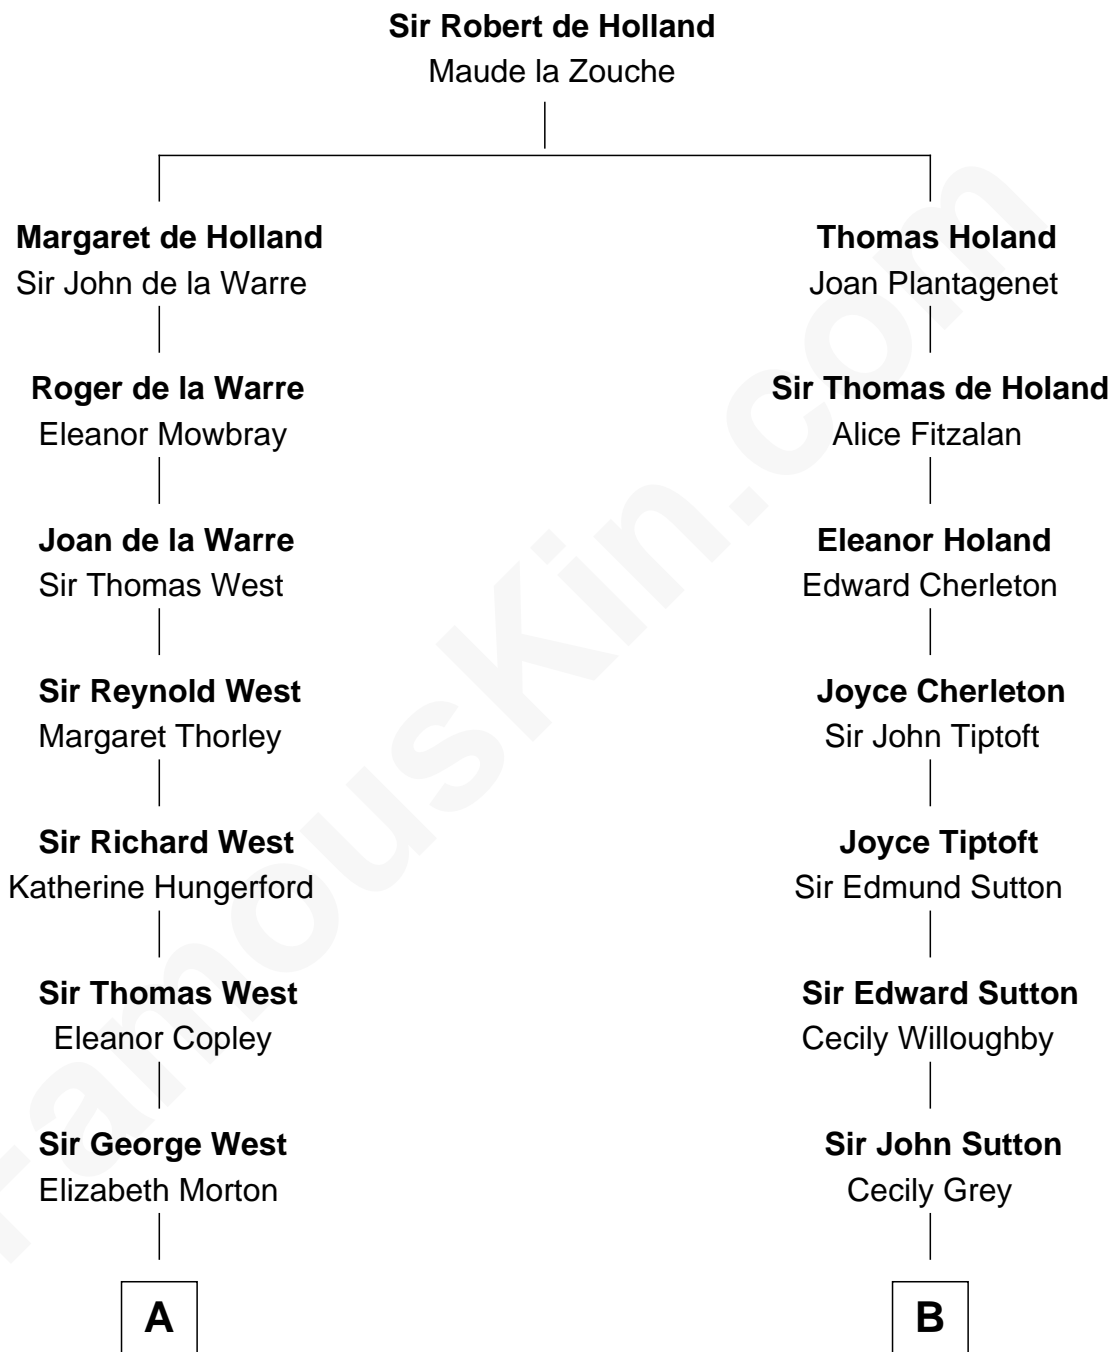 Sir Robert de Holland
Maude la Zouche
Margaret de Holland
Sir John de la Warre
Thomas Holand
Joan Plantagenet
Roger de la Warre
Eleanor Mowbray
Sir Thomas de Holand
Alice Fitzalan
Joan de la Warre
Sir Thomas West
Eleanor Holand
Edward Cherleton
Sir Reynold West
Margaret Thorley
Joyce Cherleton
Sir John Tiptoft
Sir Richard West
Katherine Hungerford
Joyce Tiptoft
Sir Edmund Sutton
Sir Thomas West
Eleanor Copley
Sir Edward Sutton
Cecily Willoughby
Sir George West
Elizabeth Morton
Sir John Sutton
Cecily Grey
A
B
FamousKin.com